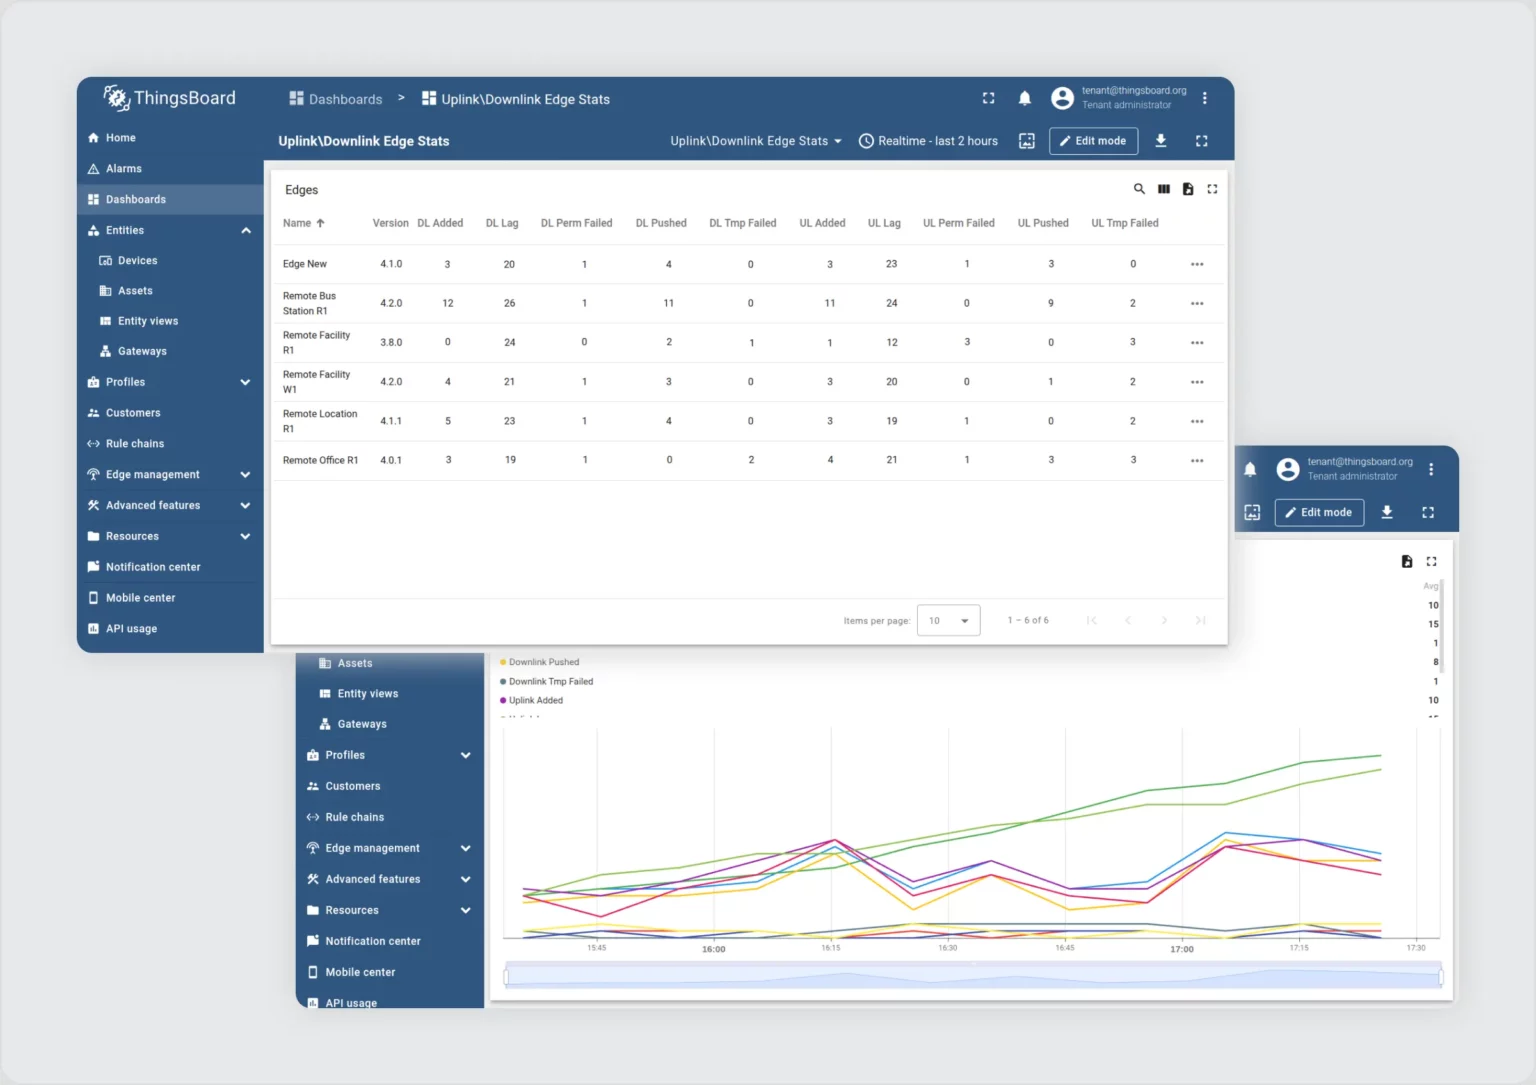 ThingsBoard
Dashboards > Uplink\Downlink Edge Stats
tenant@thingsboard.org
Tenant administrator
Home
Alarms
Dashboards
Entities
Devices
Assets
Entity views
Gateways
Profiles
Customers
Rule chains
Edge management
Advanced features
Resources
Notification center
Mobile center
API usage
Uplink\Downlink Edge Stats
Uplink\Downlink Edge Stats
Realtime - last 2 hours
Edit mode
Edges
Name Version DL Added DL Lag DL Perm Failed DL Pushed DL Tmp Failed UL Added UL Lag UL Perm Failed UL Pushed UL Tmp Failed
Edge New 4.1.0 3 20 1 4 0 3 23 1 3 0
Remote Bus
Station R1 4.2.0 12 26 1 11 0 11 24 0 9 2
Remote Facility
R1 3.8.0 0 24 0 2 1 1 12 3 0 3
Remote Facility
W1 4.2.0 4 21 1 3 0 3 20 0 1 2
Remote Location
R1 4.1.1 5 23 1 4 0 3 19 1 0 2
Remote Office R1 4.0.1 3 19 1 0 2 4 21 1 3 3
Items per page: 10 1 – 6 of 6
tenant@thingsboard.org
Tenant administrator
Edit mode
Assets
Entity views
Gateways
Profiles
Customers
Rule chains
Edge management
Advanced features
Resources
Notification center
Mobile center
API usage
Avg
10
15
1
Downlink Pushed 8
Downlink Tmp Failed 1
Uplink Added 10
15:45 16:00 16:15 16:30 16:45 17:00 17:15 17:30